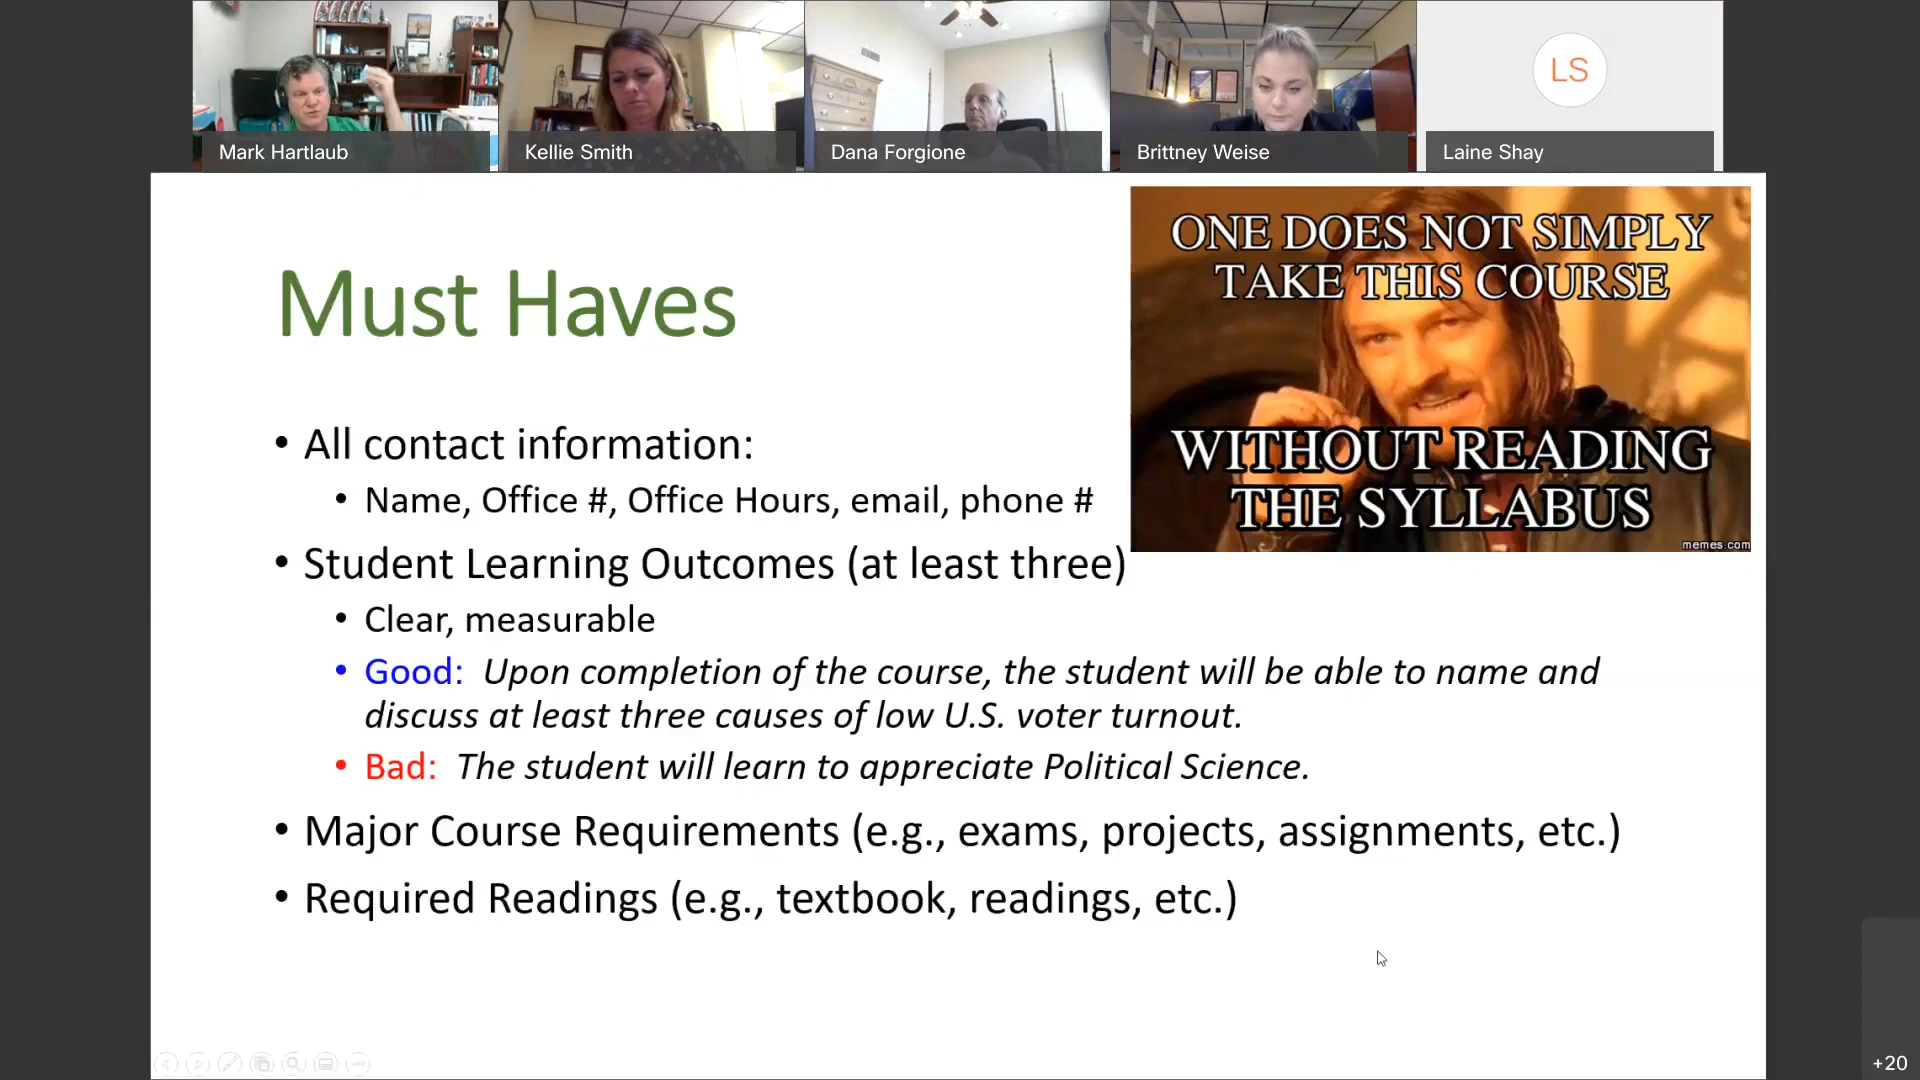 Mark Hartlaub
Kellie Smith
Dana Forgione
Brittney Weise
LS
Laine Shay
Must Haves
ONE DOES NOT SIMPLY
TAKE THIS COURSE
WITHOUT READING
THE SYLLABUS
memes.com
• All contact information:
• Name, Office #, Office Hours, email, phone #
• Student Learning Outcomes (at least three)
• Clear, measurable
• Good: Upon completion of the course, the student will be able to name and
discuss at least three causes of low U.S. voter turnout.
• Bad: The student will learn to appreciate Political Science.
• Major Course Requirements (e.g., exams, projects, assignments, etc.)
• Required Readings (e.g., textbook, readings, etc.)
+20